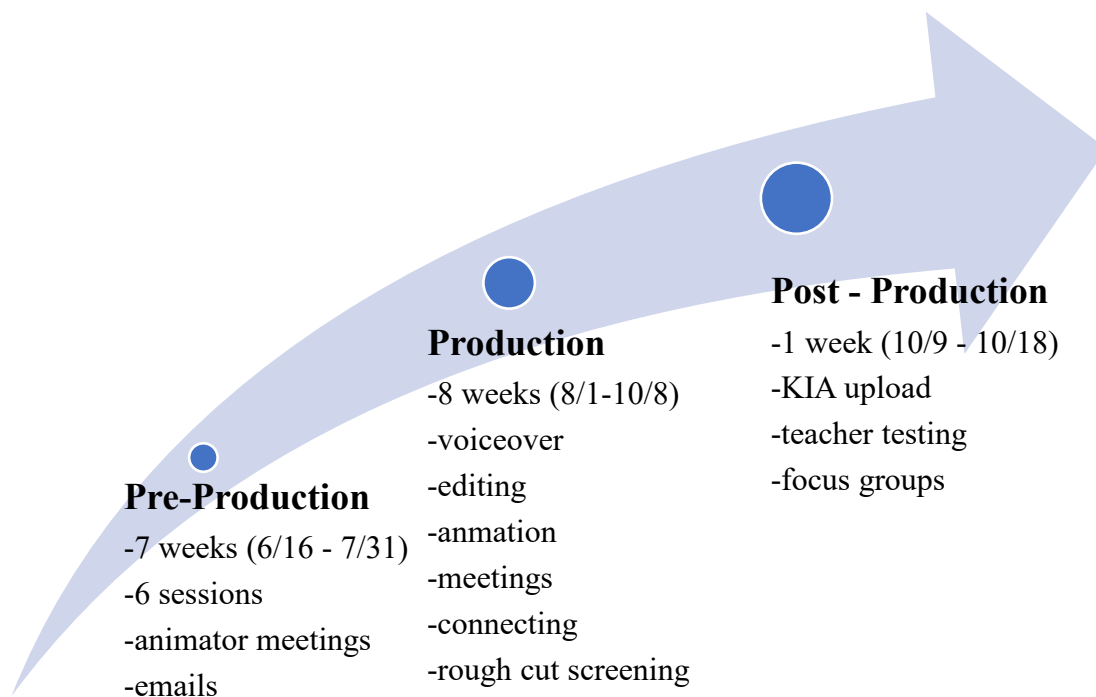 Pre-Production
-7 weeks (6/16 - 7/31)
-6 sessions
-animator meetings
-emails
Production
-8 weeks (8/1-10/8)
-voiceover
-editing
-anmation
-meetings
-connecting
-rough cut screening
Post - Production
-1 week (10/9 - 10/18)
-KIA upload
-teacher testing
-focus groups